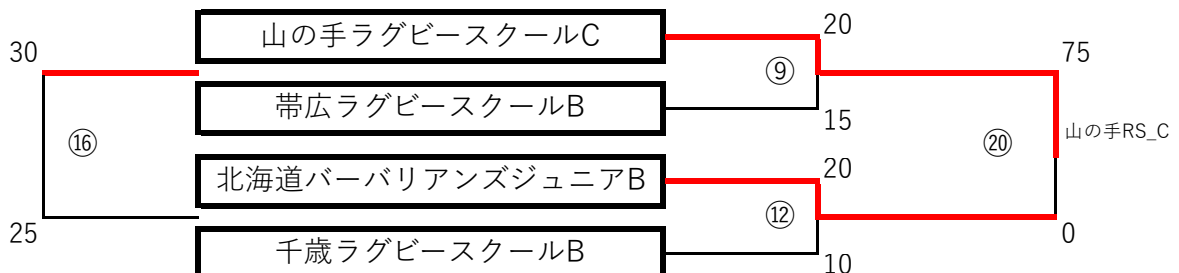 20
山の手ラグビースクールC
30
75
⑨
帯広ラグビースクールB
15
山の手RS_C
⑯
⑳
20
北海道バーバリアンズジュニアB
⑫
25
0
千歳ラグビースクールB
10